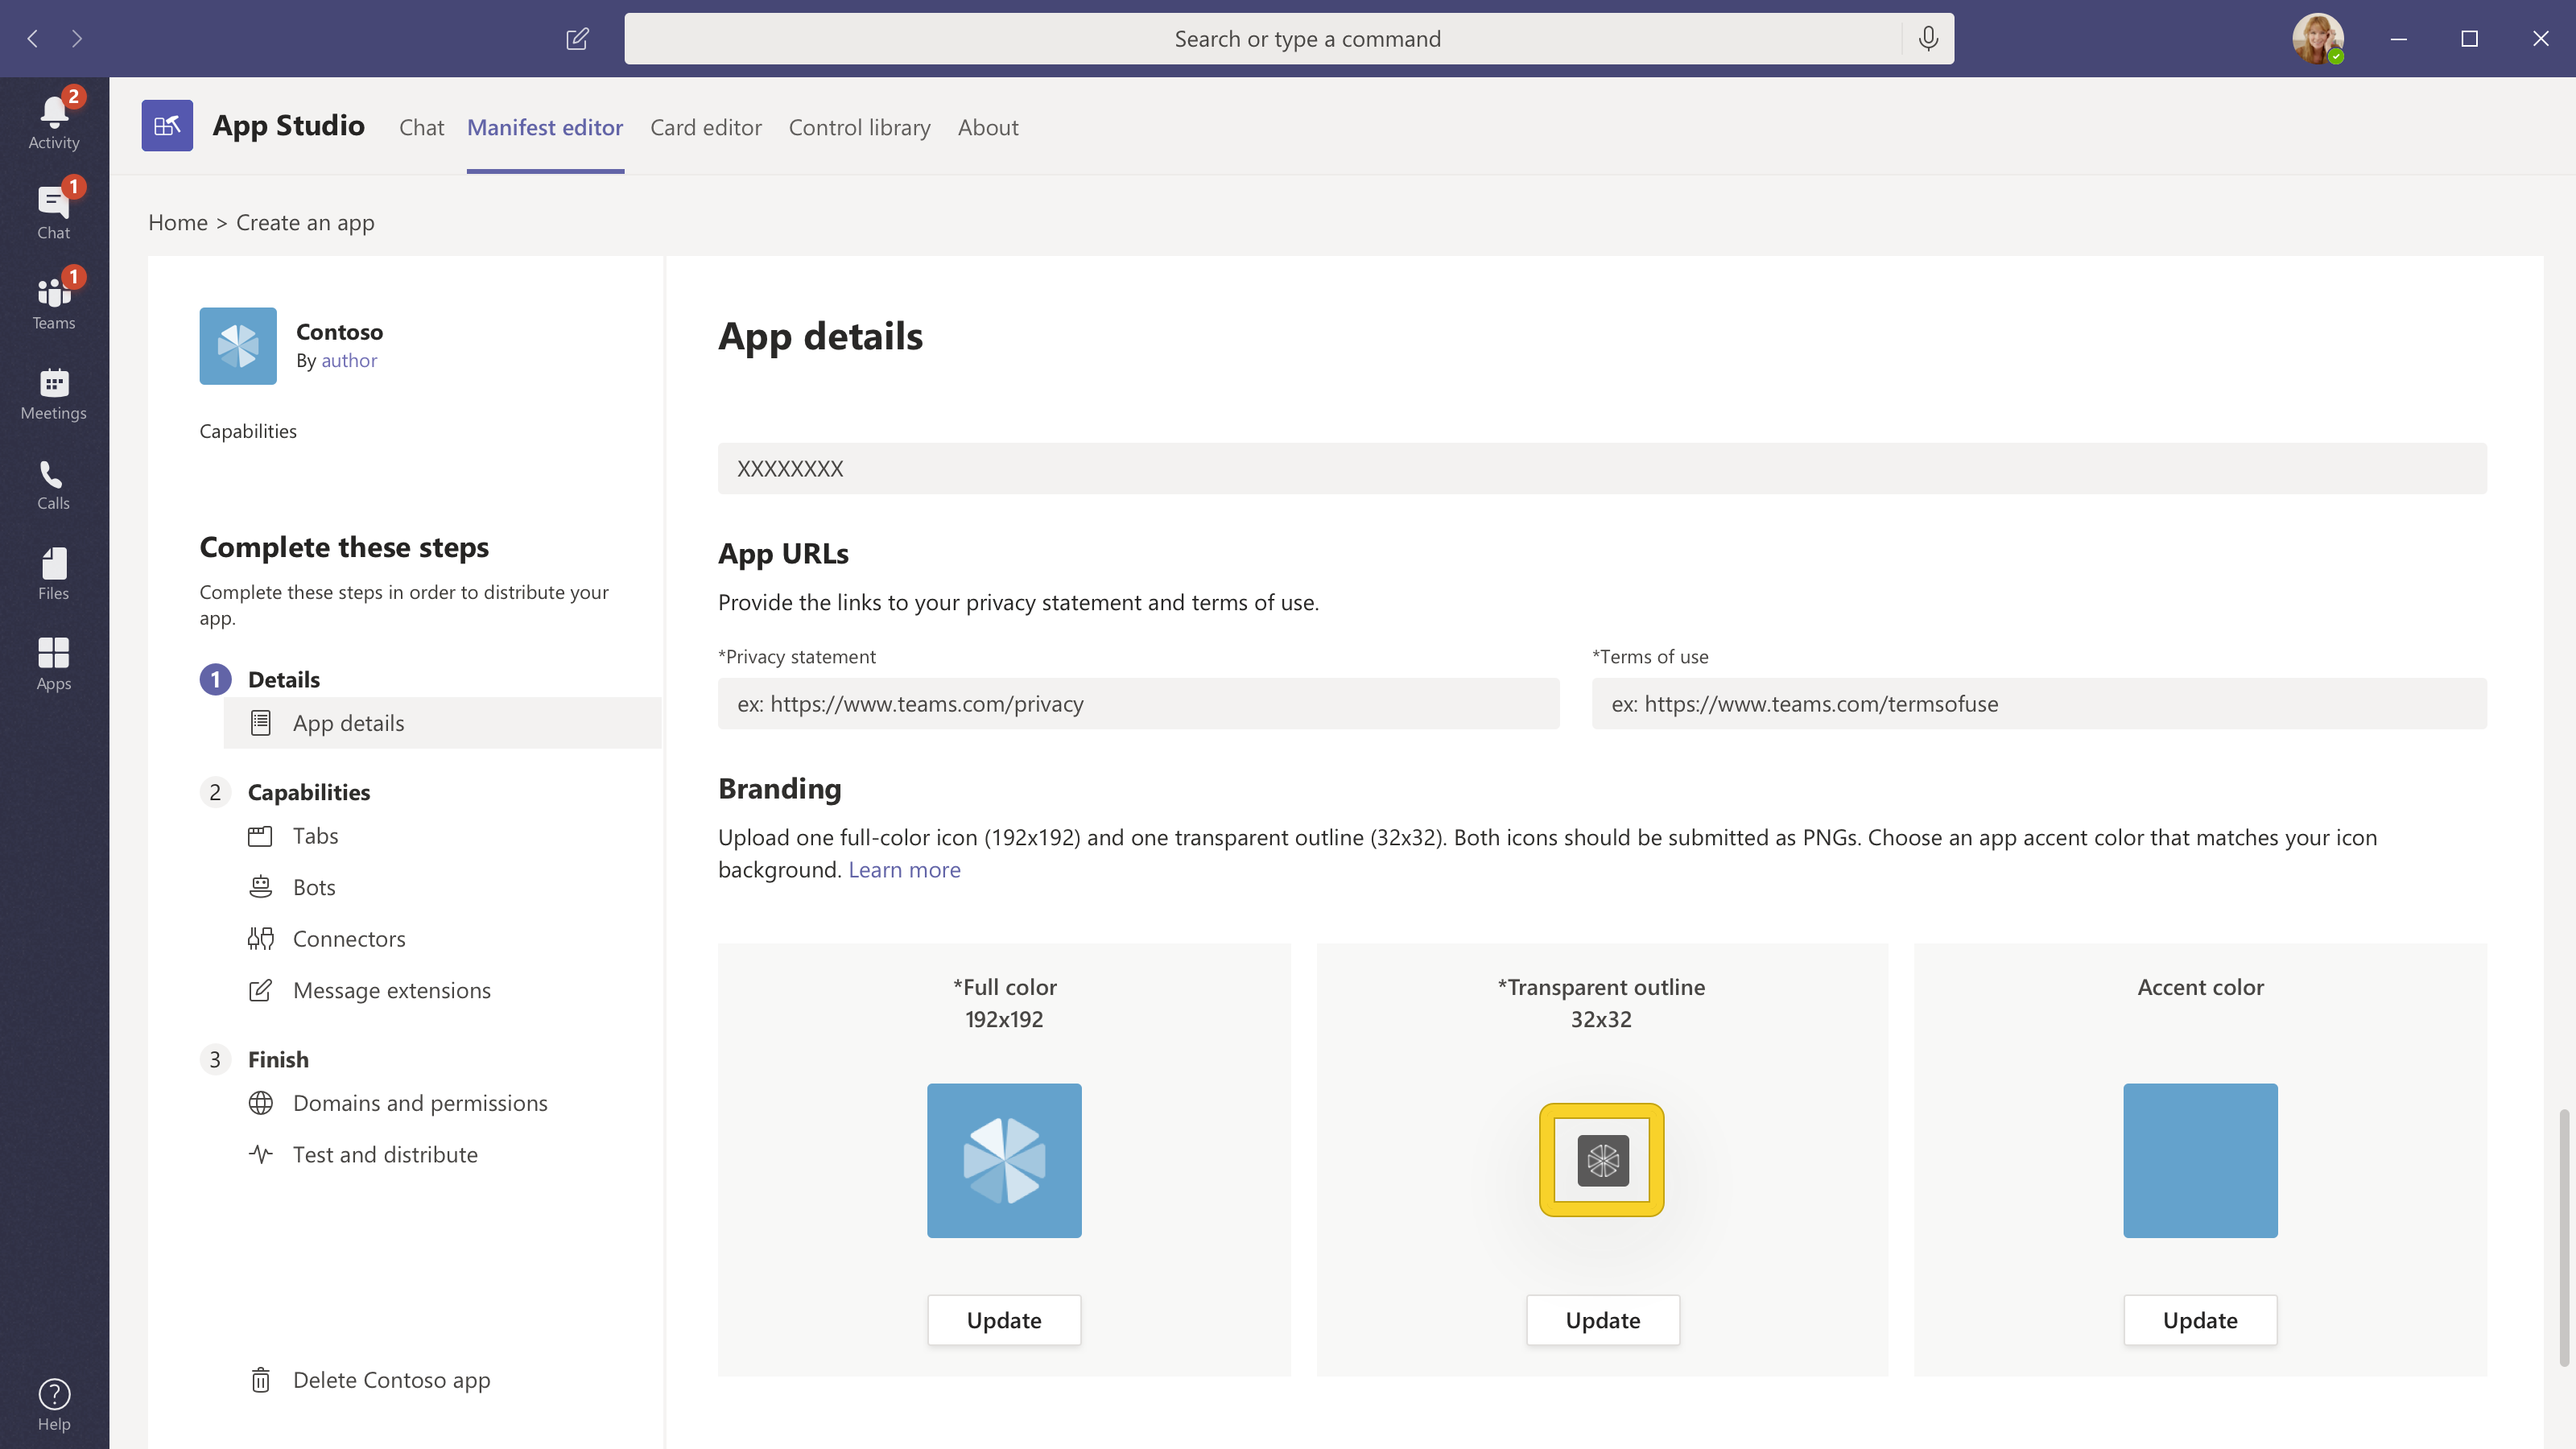 Search or type a command
2
Activity
1
Chat
1
Teams
Meetings
Calls
Files
Apps
Help
App Studio
Chat
Manifest editor
Card editor
Control library
About
Home > Create an app
Contoso
By author
Capabilities
Complete these steps
Complete these steps in order to distribute your
app.
1 Details
App details
2 Capabilities
Tabs
Bots
Connectors
Message extensions
3 Finish
Domains and permissions
Test and distribute
Delete Contoso app
App details
XXXXXXXX
App URLs
Provide the links to your privacy statement and terms of use.
*Privacy statement
ex: https://www.teams.com/privacy
*Terms of use
ex: https://www.teams.com/termsofuse
Branding
Upload one full-color icon (192x192) and one transparent outline (32x32). Both icons should be submitted as PNGs. Choose an app accent color that matches your icon
background. Learn more
*Full color
192x192
Update
*Transparent outline
32x32
Update
Accent color
Update